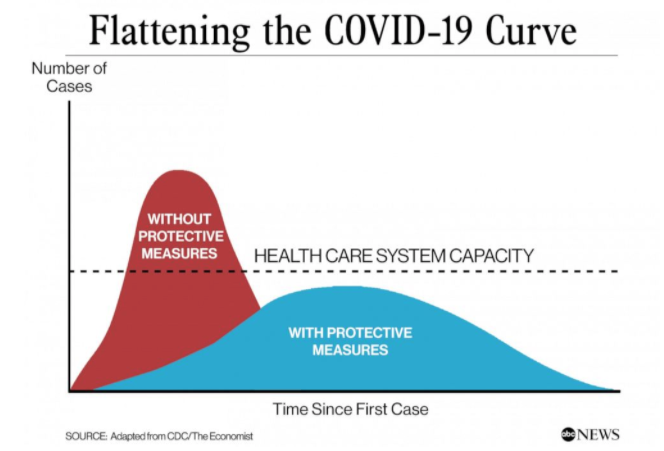 Flattening the COVID-19 Curve
Number of
Cases
WITHOUT
PROTECTIVE
MEASURES
HEALTH CARE SYSTEM CAPACITY
WITH PROTECTIVE
MEASURES
Time Since First Case
SOURCE: Adapted from CDC/The Economist
abc NEWS